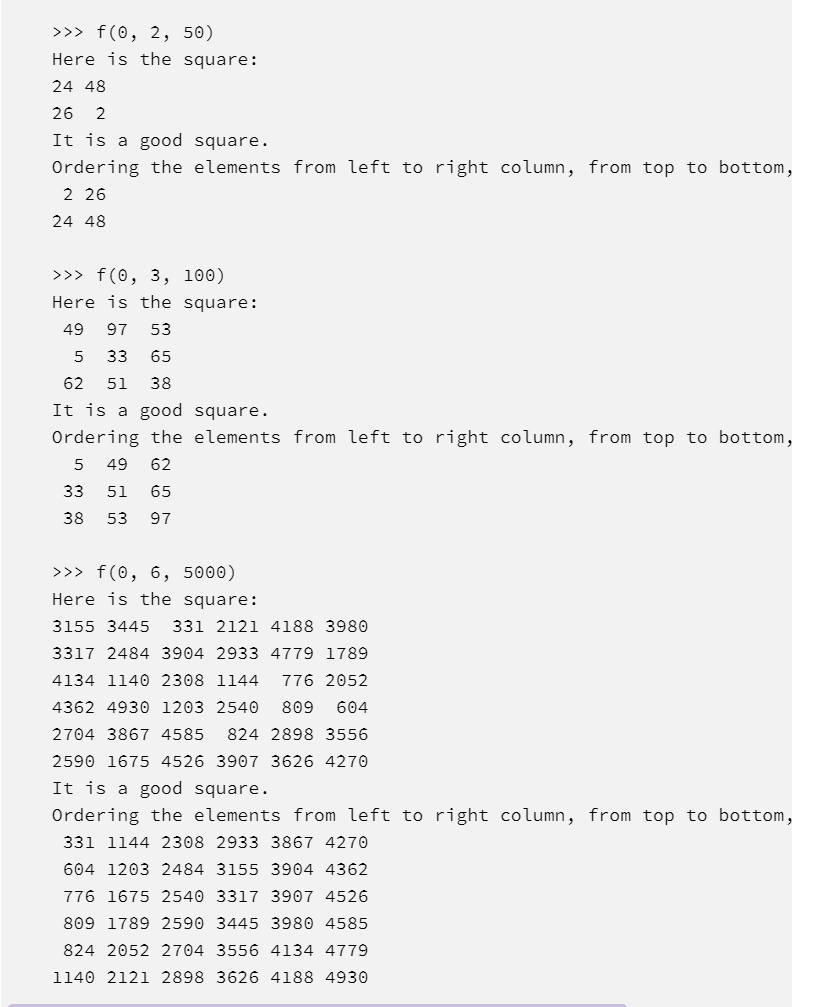 >>> f(0, 2, 50)
Here is the square:
24 48
26  2
It is a good square.
Ordering the elements from left to right column, from top to bottom,
 2 26
24 48
>>> f(0, 3, 100)
Here is the square:
 49  97  53
  5  33  65
 62  51  38
It is a good square.
Ordering the elements from left to right column, from top to bottom,
  5  49  62
 33  51  65
 38  53  97
>>> f(0, 6, 5000)
Here is the square:
3155 3445  331 2121 4188 3980
3317 2484 3904 2933 4779 1789
4134 1140 2308 1144  776 2052
4362 4930 1203 2540  809  604
2704 3867 4585  824 2898 3556
2590 1675 4526 3907 3626 4270
It is a good square.
Ordering the elements from left to right column, from top to bottom,
 331 1144 2308 2933 3867 4270
 604 1203 2484 3155 3904 4362
 776 1675 2540 3317 3907 4526
 809 1789 2590 3445 3980 4585
 824 2052 2704 3556 4134 4779
1140 2121 2898 3626 4188 4930